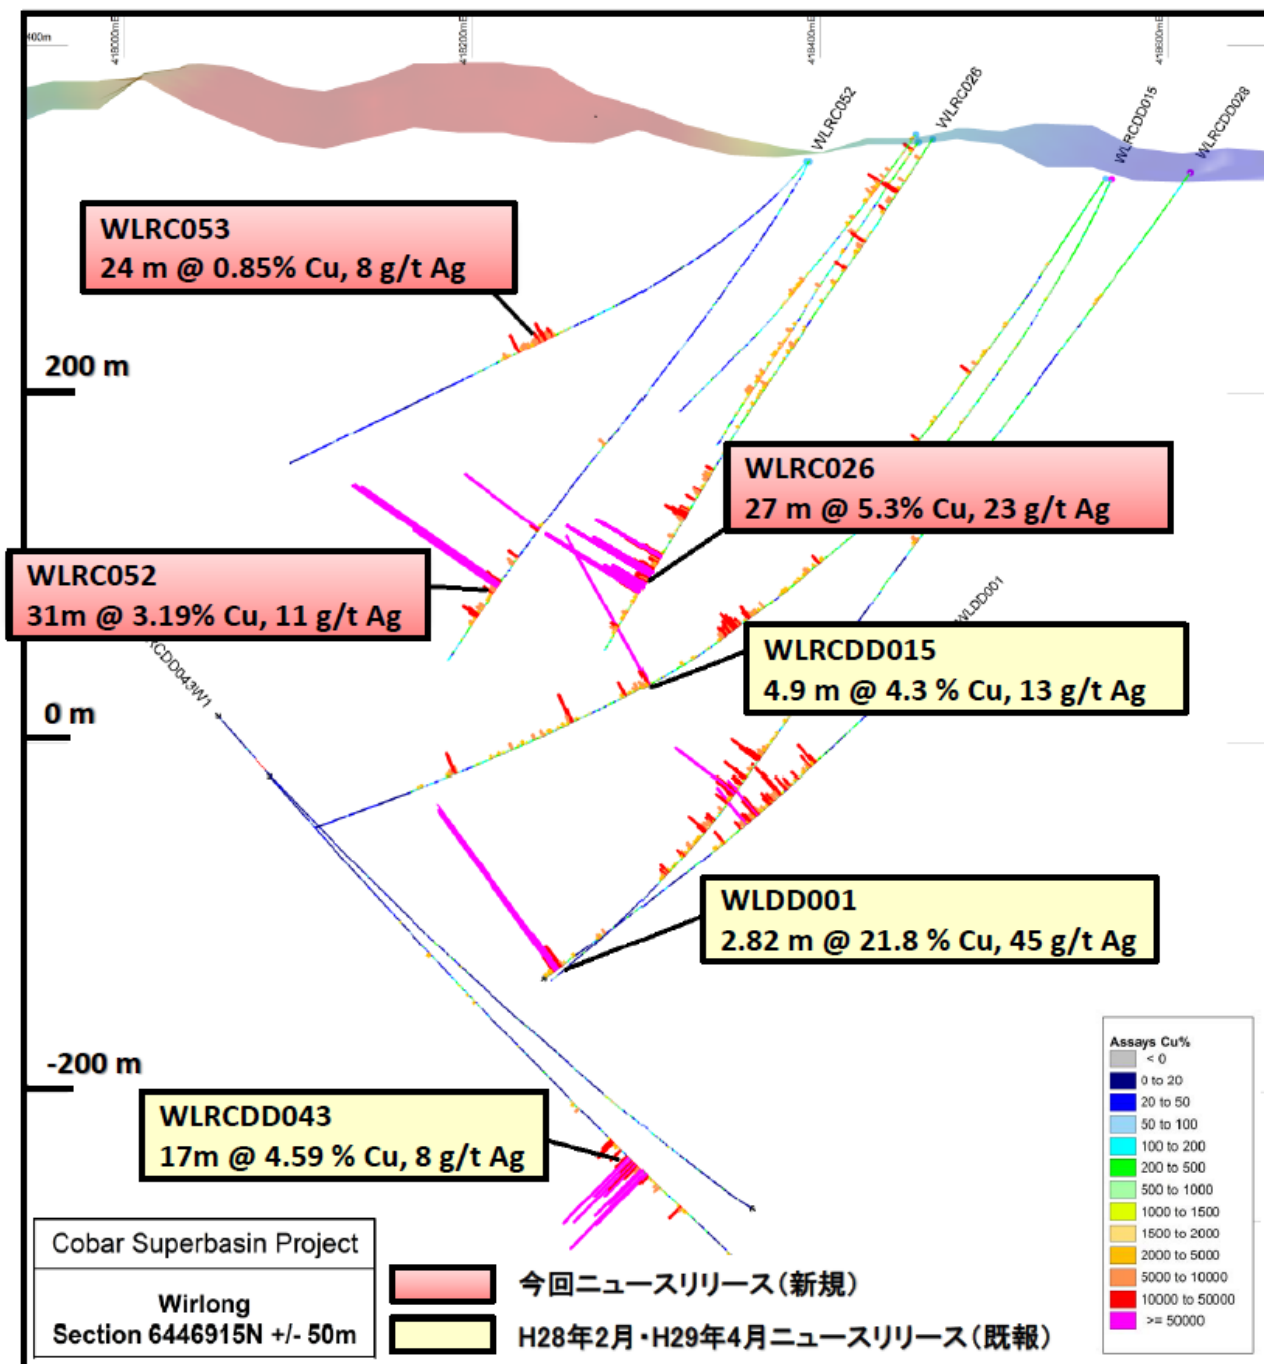 400m
418000mE
418200mE
418400mE
418600mE
WLRC052
WLRC026
WLRCDD015
WLRCDD028
WLRC053
24 m @ 0.85% Cu, 8 g/t Ag
200 m
WLRC026
27 m @ 5.3% Cu, 23 g/t Ag
WLRC052
31m @ 3.19% Cu, 11 g/t Ag
WLDD001
RCDD043W1
WLRCDD015
4.9 m @ 4.3 % Cu, 13 g/t Ag
0 m
WLDD001
2.82 m @ 21.8 % Cu, 45 g/t Ag
-200 m
WLRCDD043
17m @ 4.59 % Cu, 8 g/t Ag
Assays Cu%
< 0
0 to 20
20 to 50
50 to 100
100 to 200
200 to 500
500 to 1000
1000 to 1500
1500 to 2000
2000 to 5000
5000 to 10000
10000 to 50000
>= 50000
Cobar Superbasin Project
Wirlong
Section 6446915N +/- 50m
今回ニュースリリース(新規)
H28年2月・H29年4月ニュースリリース(既報)